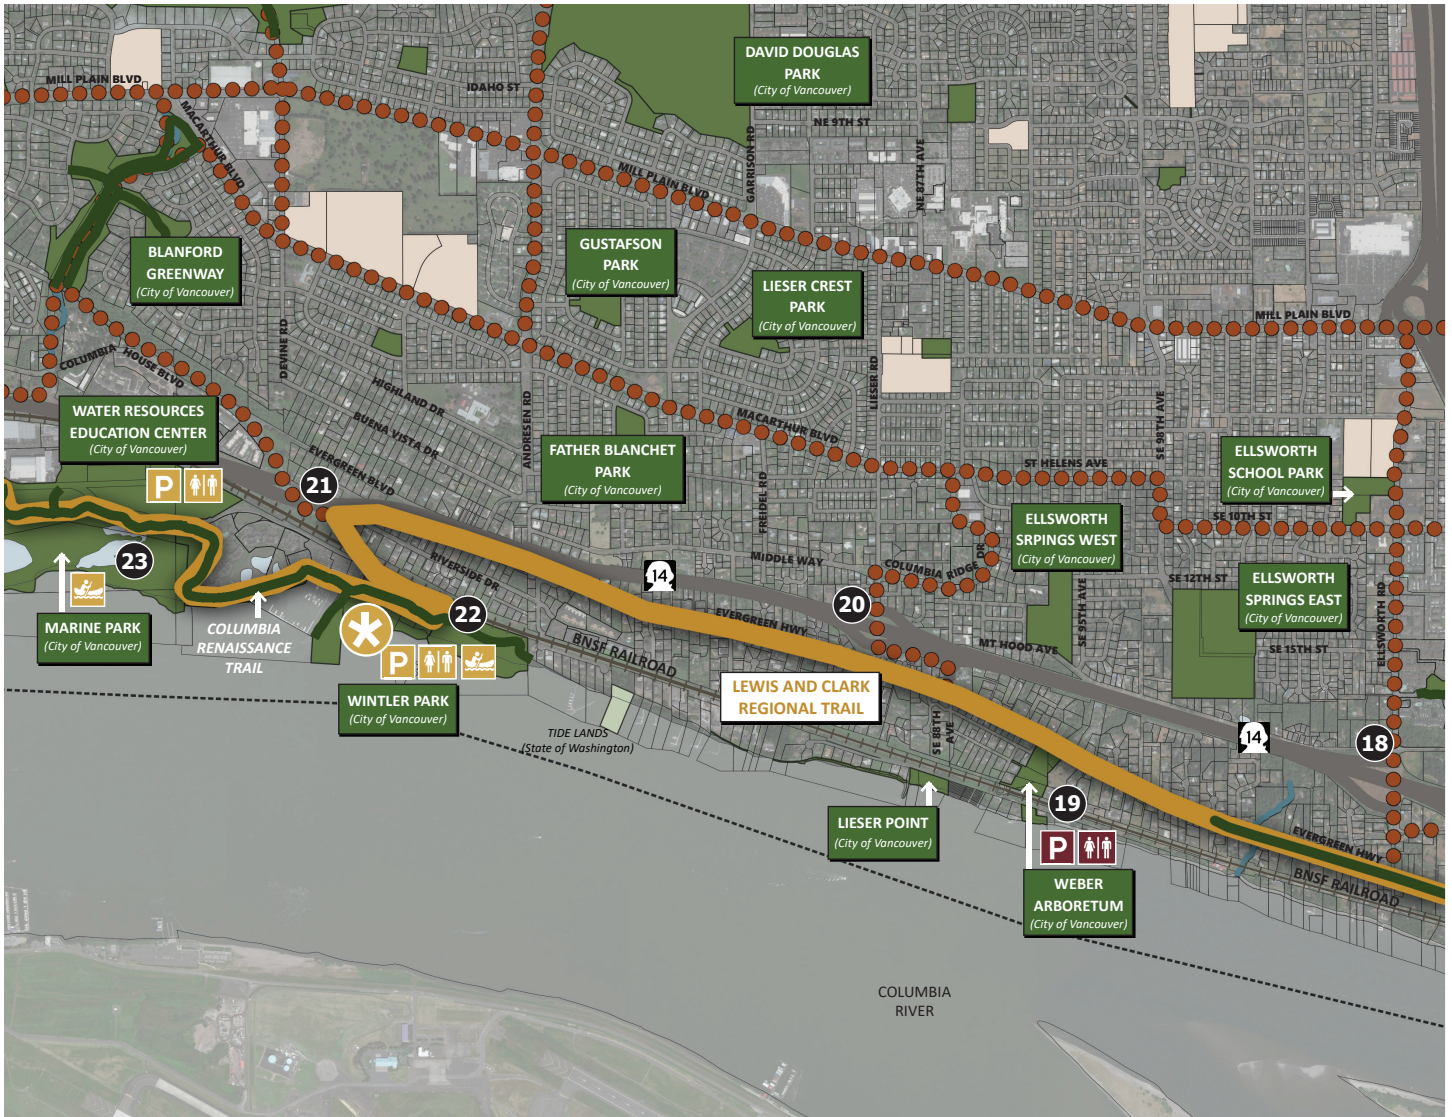 DAVID DOUGLAS
PARK
(City of Vancouver)
MILL PLAIN BLVD
IDAHO ST
MACARTHUR BLVD
NE 9TH ST
GARRISON RD
NE 87TH AVE
MILL PLAIN BLVD
BLANFORD
GREENWAY
(City of Vancouver)
GUSTAFSON
PARK
(City of Vancouver)
LIESER CREST
PARK
(City of Vancouver)
MILL PLAIN BLVD
COLUMBIA HOUSE BLVD
DEVINE RD
HIGHLAND DR
BUENA VISTA DR
EVERGREEN BLVD
ANDRESEN RD
LIESER RD
MACARTHUR BLVD
SE 98TH AVE
WATER RESOURCES
EDUCATION CENTER
(City of Vancouver)
P
21
FATHER BLANCHET
PARK
(City of Vancouver)
FREIDEL RD
ST HELENS AVE
ELLSWORTH
SCHOOL PARK
(City of Vancouver)
SE 10TH ST
ELLSWORTH
SRPINGS WEST
(City of Vancouver)
23
MIDDLE WAY
COLUMBIA RIDGE DR
14
20
SE 12TH ST
SE 95TH AVE
ELLSWORTH
SPRINGS EAST
(City of Vancouver)
ELLSWORTH RD
RIVERSIDE DR
22
EVERGREEN HWY
MT HOOD AVE
SE 15TH ST
MARINE PARK
(City of Vancouver)
COLUMBIA
RENAISSANCE
TRAIL
P
BNSF RAILROAD
LEWIS AND CLARK
REGIONAL TRAIL
WINTLER PARK
(City of Vancouver)
TIDE LANDS
(State of Washington)
SE 88TH
AVE
14
18
LIESER POINT
(City of Vancouver)
19
P
EVERGREEN HWY
BNSF RAILROAD
WEBER
ARBORETUM
(City of Vancouver)
COLUMBIA
RIVER